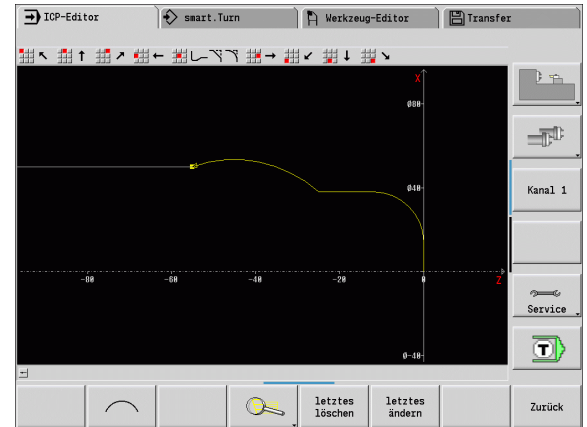 ICP-Editor
smart.Turn
Werkzeug-Editor
Transfer
X
Ø80
Ø40
Kanal 1
-80
-60
-40
-20
0
Z
Service
T
Ø-40
letztes
löschen
letztes
ändern
Zurück